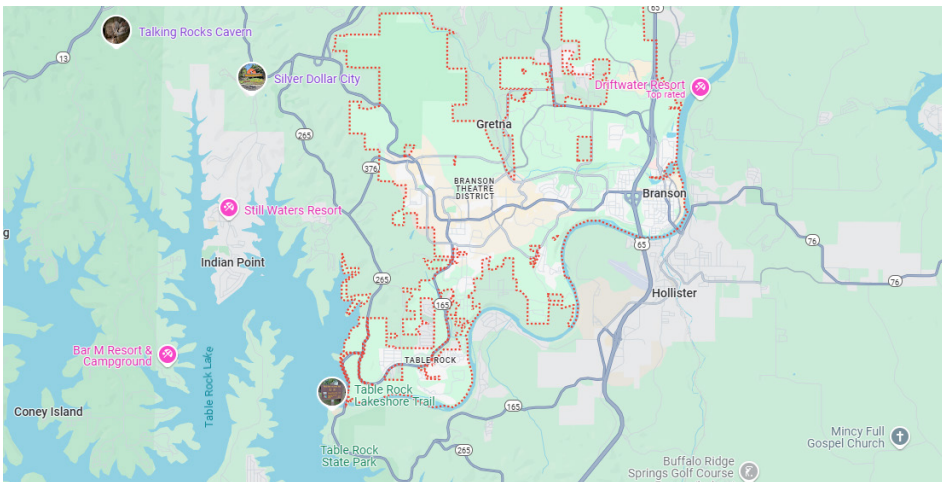 65
Talking Rocks Cavern
13
Silver Dollar City
Driftwater Resort
Top rated
Gretna
265
376
BRANSON
THEATRE
DISTRICT
Branson
Still Waters Resort
65
76
g
Indian Point
265
76
Hollister
165
Bar M Resort &
Campground
TABLE ROCK
Table Rock Lake
Table Rock
Lakeshore Trail
165
Coney Island
Mincy Full
Gospel Church
265
Table Rock
State Park
Buffalo Ridge
Springs Golf Course